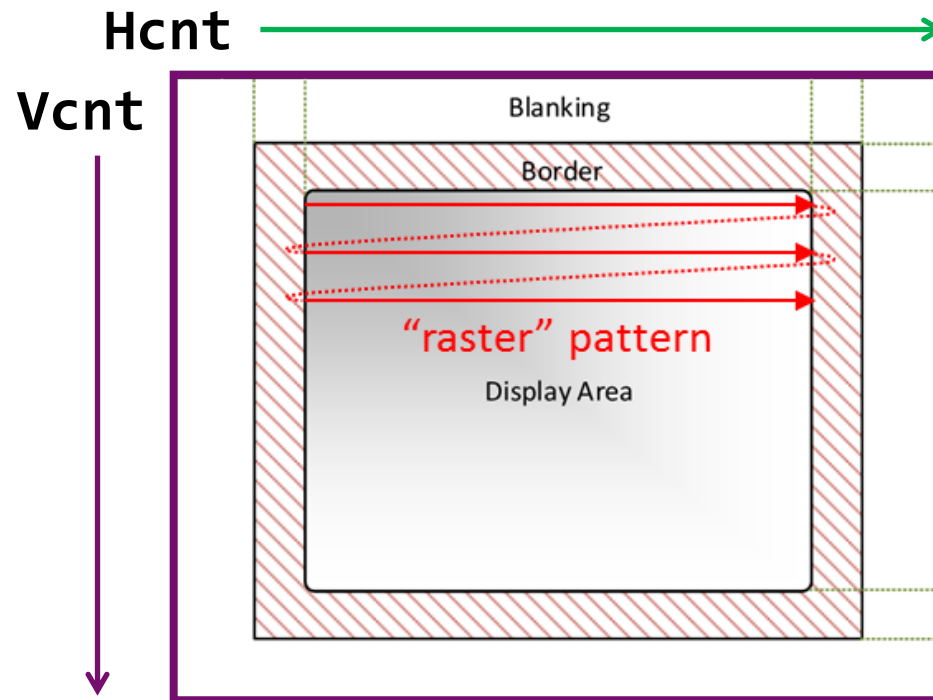 Hcnt
Vcnt
Blanking
Border
“raster” pattern
Display Area